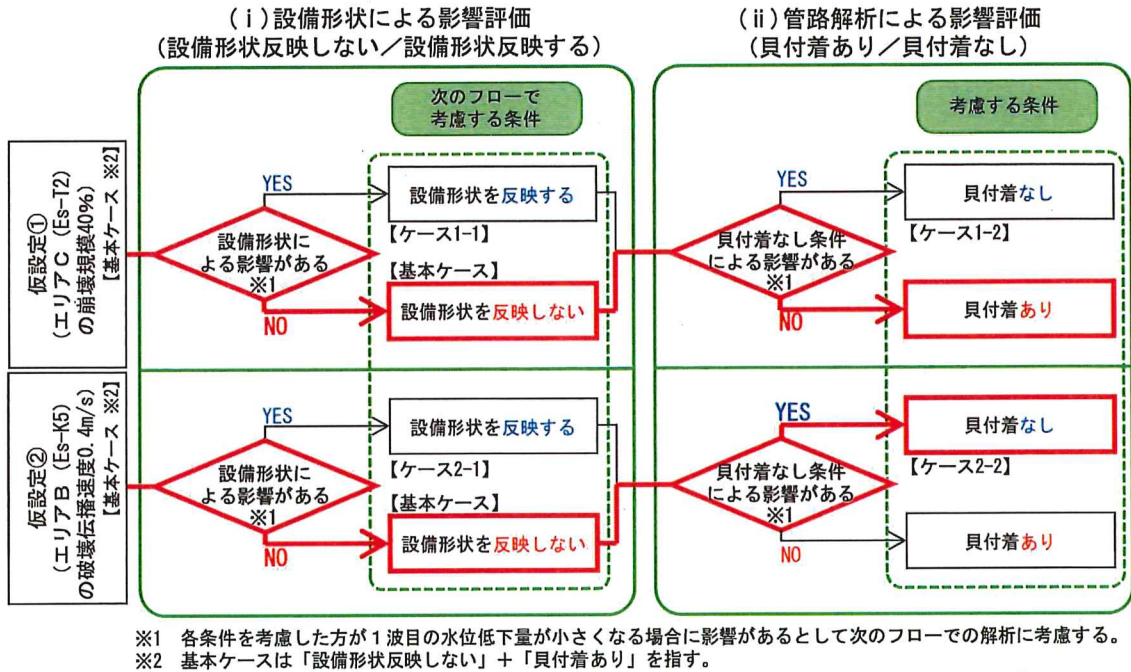 (ⅰ)設備形状による影響評価
(設備形状反映しない／設備形状反映する)
(ⅱ)管路解析による影響評価
(貝付着あり／貝付着なし)
次のフローで
考慮する条件
考慮する条件
仮設定①
(エリアC (Es-T2)
の崩壊規模40%)
【基本ケース ※2】
設備形状に
よる影響がある
※1
YES
NO
設備形状を反映する
【ケース1-1】
【基本ケース】
設備形状を反映しない
貝付着なし条件
による影響がある
※1
YES
NO
貝付着なし
【ケース1-2】
貝付着あり
仮設定②
(エリアB (Es-K5)
の破壊伝播速度0.4m/s)
【基本ケース ※2】
設備形状に
よる影響がある
※1
YES
NO
設備形状を反映する
【ケース2-1】
【基本ケース】
設備形状を反映しない
貝付着なし条件
による影響がある
※1
YES
NO
貝付着なし
【ケース2-2】
貝付着あり
※1 各条件を考慮した方が1波目の水位低下量が小さくなる場合に影響があるとして次のフローでの解析に考慮する。
※2 基本ケースは「設備形状反映しない」＋「貝付着あり」を指す。